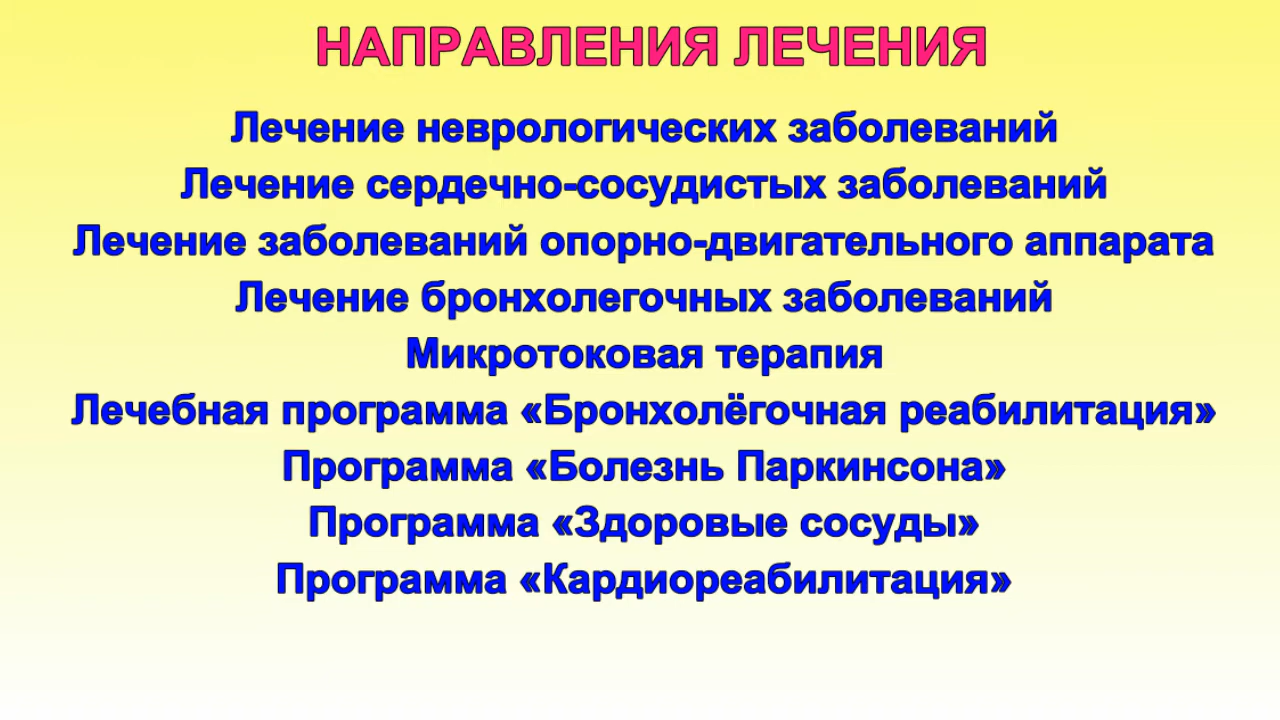 НАПРАВЛЕНИЯ ЛЕЧЕНИЯ
Лечение неврологических заболеваний
Лечение сердечно-сосудистых заболеваний
Лечение заболеваний опорно-двигательного аппарата
Лечение бронхолегочных заболеваний
Микротоковая терапия
Лечебная программа «Бронхолёгочная реабилитация»
Программа «Болезнь Паркинсона»
Программа «Здоровые сосуды»
Программа «Кардиореабилитация»